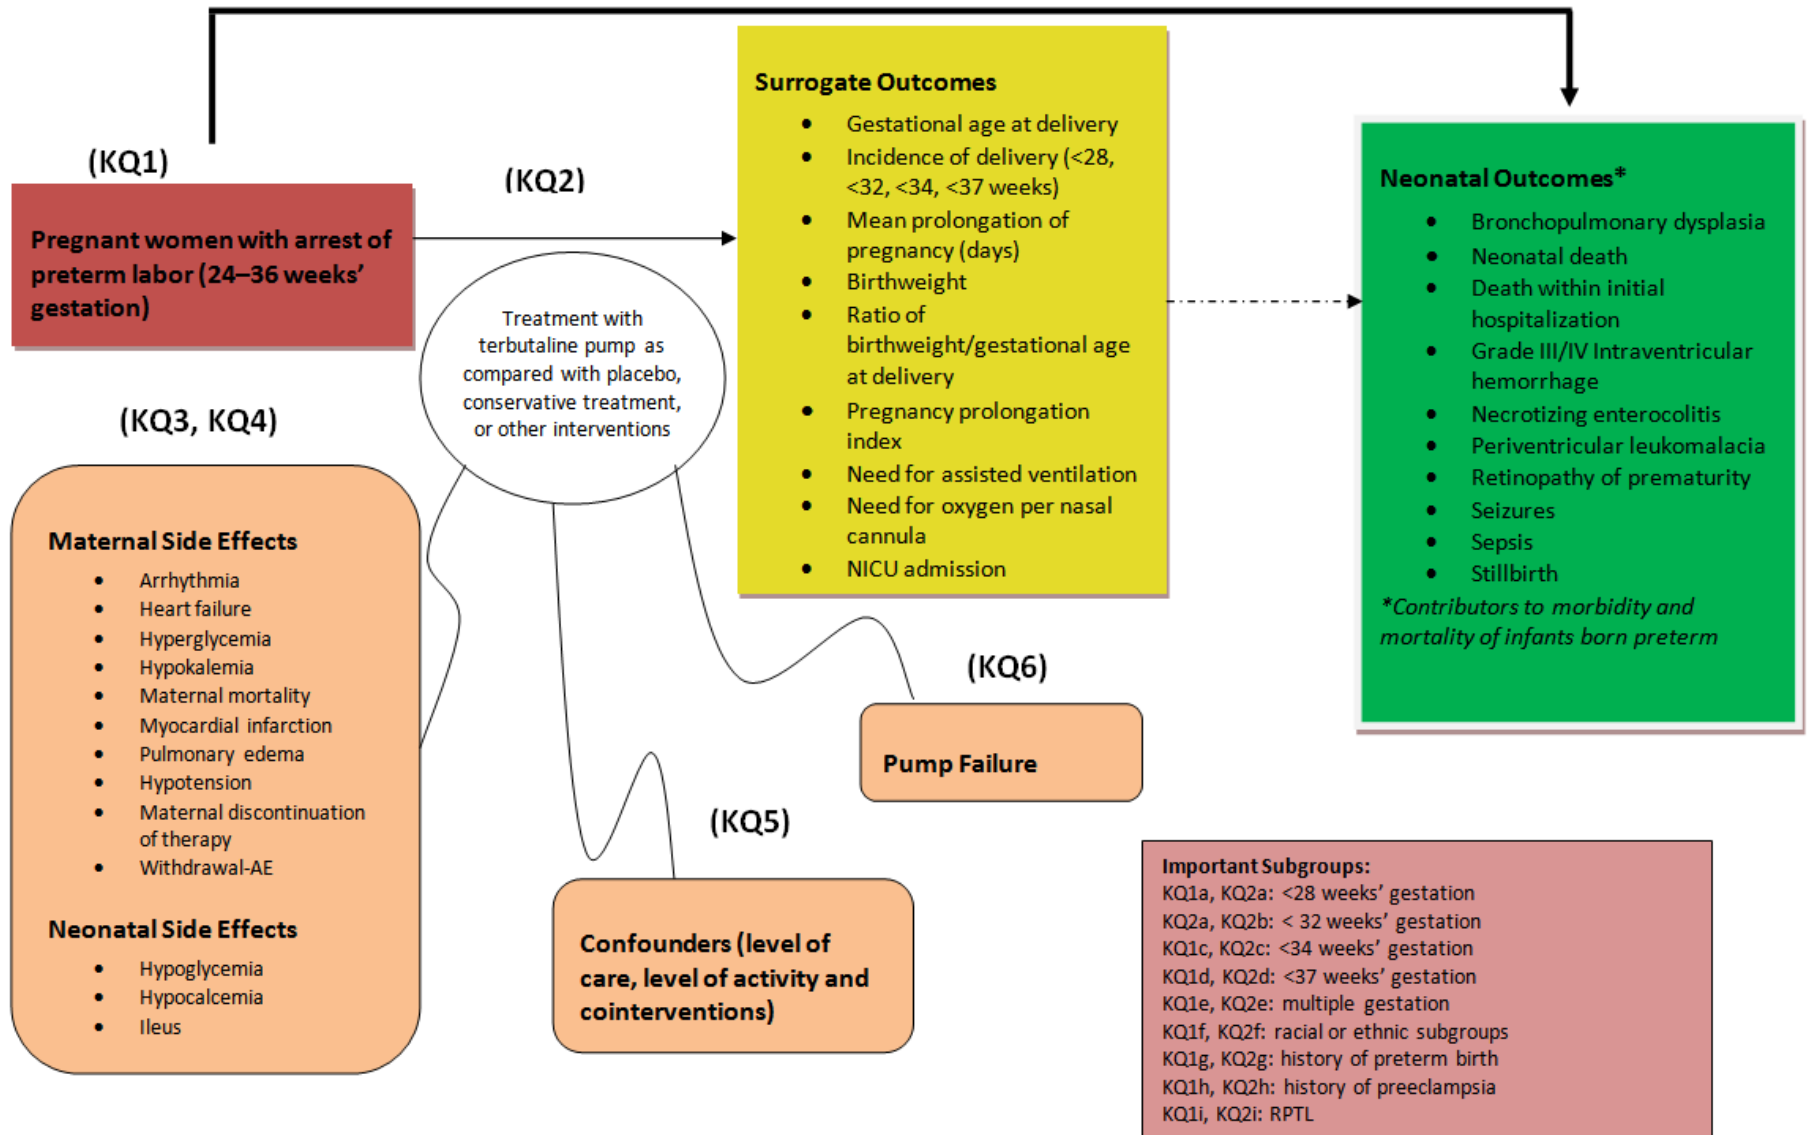 (KQ1)
Pregnant women with arrest of
preterm labor (24–36 weeks’
gestation)
(KQ2)
Treatment with
terbutaline pump as
compared with placebo,
conservative treatment,
or other interventions
Surrogate Outcomes
• Gestational age at delivery
• Incidence of delivery (<28,
<32, <34, <37 weeks)
• Mean prolongation of
pregnancy (days)
• Birthweight
• Ratio of
birthweight/gestational age
at delivery
• Pregnancy prolongation
index
• Need for assisted ventilation
• Need for oxygen per nasal
cannula
• NICU admission
Neonatal Outcomes*
• Bronchopulmonary dysplasia
• Neonatal death
• Death within initial
hospitalization
• Grade III/IV Intraventricular
hemorrhage
• Necrotizing enterocolitis
• Periventricular leukomalacia
• Retinopathy of prematurity
• Seizures
• Sepsis
• Stillbirth
*Contributors to morbidity and
mortality of infants born preterm
(KQ3, KQ4)
Maternal Side Effects
• Arrhythmia
• Heart failure
• Hyperglycemia
• Hypokalemia
• Maternal mortality
• Myocardial infarction
• Pulmonary edema
• Hypotension
• Maternal discontinuation
of therapy
• Withdrawal-AE
Neonatal Side Effects
• Hypoglycemia
• Hypocalcemia
• Ileus
(KQ5)
Confounders (level of
care, level of activity and
cointerventions)
(KQ6)
Pump Failure
Important Subgroups:
KQ1a, KQ2a: <28 weeks’ gestation
KQ2a, KQ2b: < 32 weeks’ gestation
KQ1c, KQ2c: <34 weeks’ gestation
KQ1d, KQ2d: <37 weeks’ gestation
KQ1e, KQ2e: multiple gestation
KQ1f, KQ2f: racial or ethnic subgroups
KQ1g, KQ2g: history of preterm birth
KQ1h, KQ2h: history of preeclampsia
KQ1i, KQ2i: RPTL